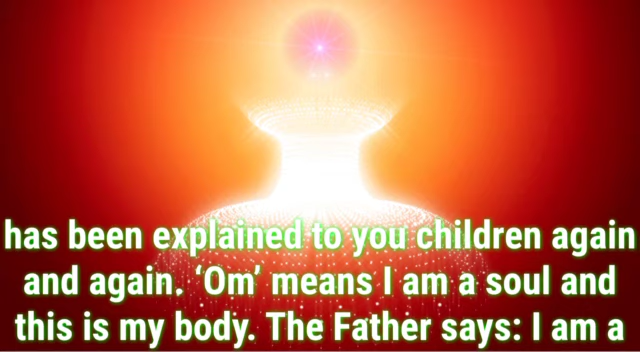 has been explained to you children again
and again. ‘Om’ means I am a soul and
this is my body. The Father says: I am a